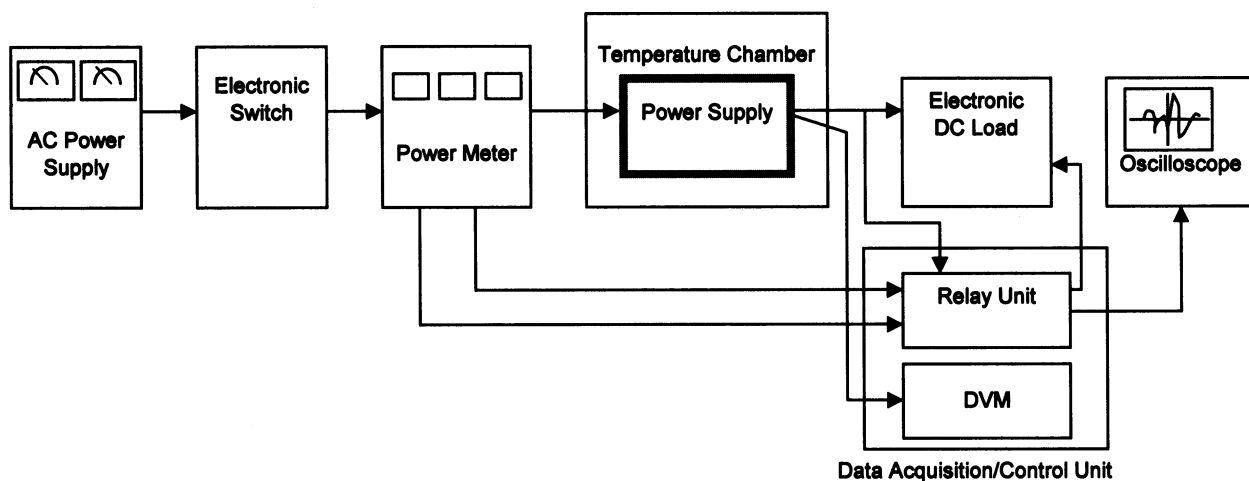 AC Power
Supply
Electronic
Switch
Power Meter
Temperature Chamber
Power Supply
Electronic
DC Load
Oscilloscope
Relay Unit
DVM
Data Acquisition/Control Unit